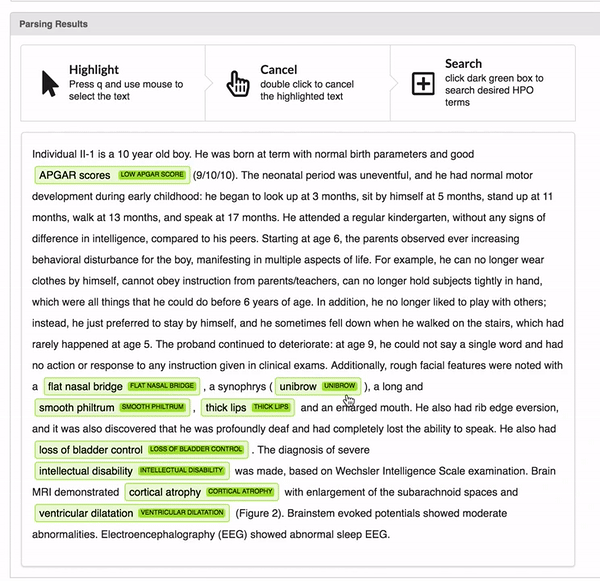 Parsing Results
Highlight
Press q and use mouse to
select the text
Cancel
double click to cancel
the highlighted text
Search
click dark green box to
search desired HPO
terms
Individual II-1 is a 10 year old boy. He was born at term with normal birth parameters and good
APGAR scores LOW APGAR SCORE (9/10/10). The neonatal period was uneventful, and he had normal motor
development during early childhood: he began to look up at 3 months, sit by himself at 5 months, stand up at 11
months, walk at 13 months, and speak at 17 months. He attended a regular kindergarten, without any signs of
difference in intelligence, compared to his peers. Starting at age 6, the parents observed ever increasing
behavioral disturbance for the boy, manifesting in multiple aspects of life. For example, he can no longer wear
clothes by himself, cannot obey instruction from parents/teachers, can no longer hold subjects tightly in hand,
which were all things that he could do before 6 years of age. In addition, he no longer liked to play with others;
instead, he just preferred to stay by himself, and he sometimes fell down when he walked on the stairs, which had
rarely happened at age 5. The proband continued to deteriorate: at age 9, he could not say a single word and had
no action or response to any instruction given in clinical exams. Additionally, rough facial features were noted with
a flat nasal bridge FLAT NASAL BRIDGE , a synophrys ( unibrow UNIBROW ), a long and
smooth philtrum SMOOTH PHILTRUM , thick lips THICK LIPS and an enlarged mouth. He also had rib edge eversion,
and it was also discovered that he was profoundly deaf and had completely lost the ability to speak. He also had
loss of bladder control LOSS OF BLADDER CONTROL . The diagnosis of severe
intellectual disability INTELLECTUAL DISABILITY was made, based on Wechsler Intelligence Scale examination. Brain
MRI demonstrated cortical atrophy CORTICAL ATROPHY with enlargement of the subarachnoid spaces and
ventricular dilatation VENTRICULAR DILATATION (Figure 2). Brainstem evoked potentials showed moderate
abnormalities. Electroencephalography (EEG) showed abnormal sleep EEG.